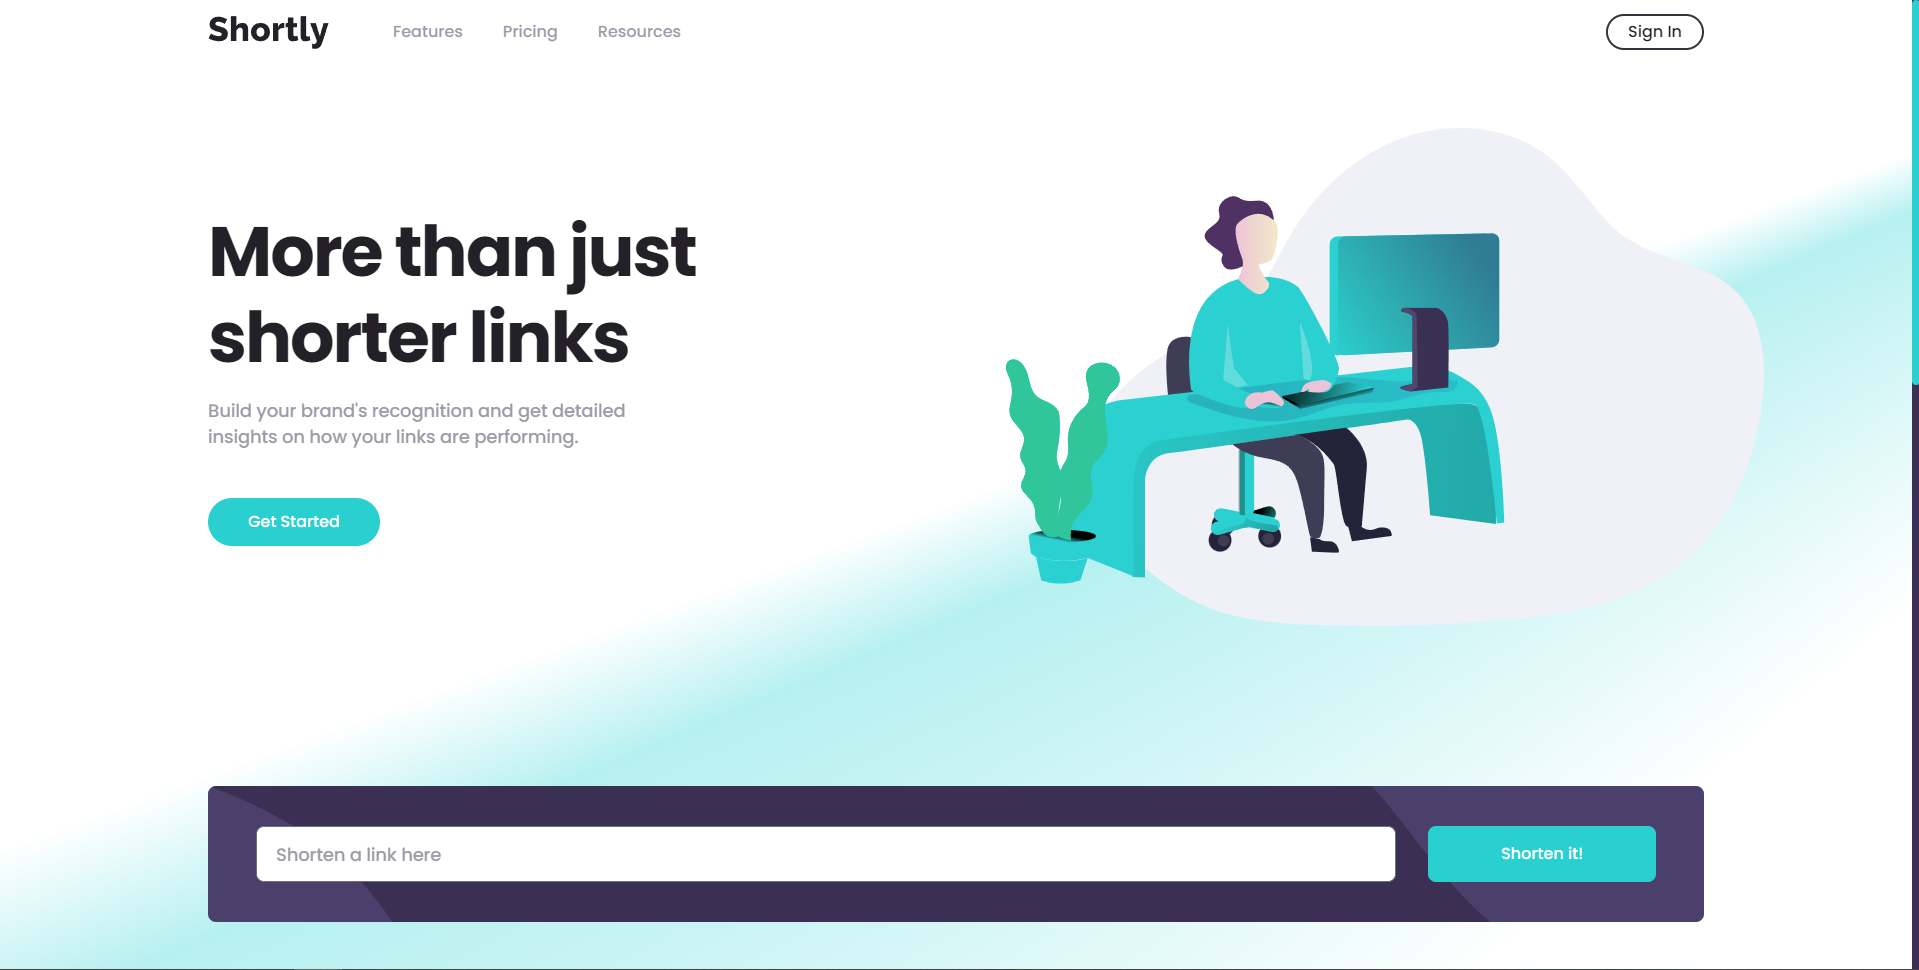 Shortly
Features
Pricing
Resources
Sign In
More than just
shorter links
Build your brand's recognition and get detailed
insights on how your links are performing.
Get Started
Shorten a link here
Shorten it!